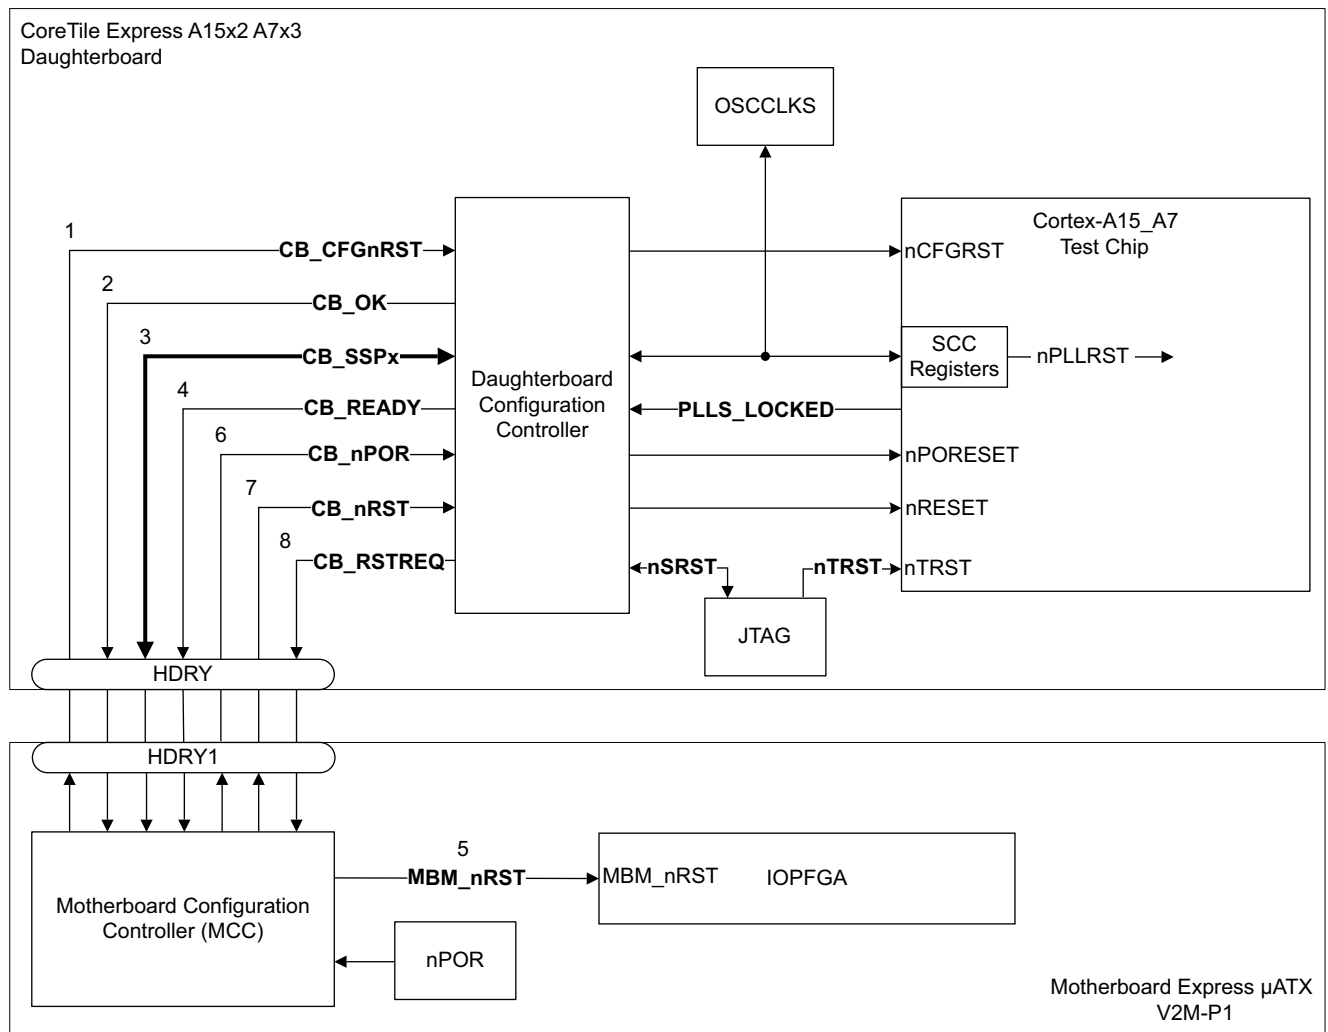 CoreTile Express A15x2 A7x3
Daughterboard
OSCCLKS
Cortex-A15_A7
Test Chip
1
CB_CFGnRST
nCFGRST
2
CB_OK
3
CB_SSPx
SCC
Registers
nPLLRST
Daughterboard
Configuration
Controller
4
CB_READY
PLLS_LOCKED
6
CB_nPOR
nPORESET
7
CB_nRST
nRESET
8
CB_RSTREQ
nSRST
nTRST
nTRST
JTAG
HDRY
HDRY1
5
MBM_nRST
MBM_nRST
IOPFGA
Motherboard Configuration
Controller (MCC)
nPOR
Motherboard Express µATX
V2M-P1